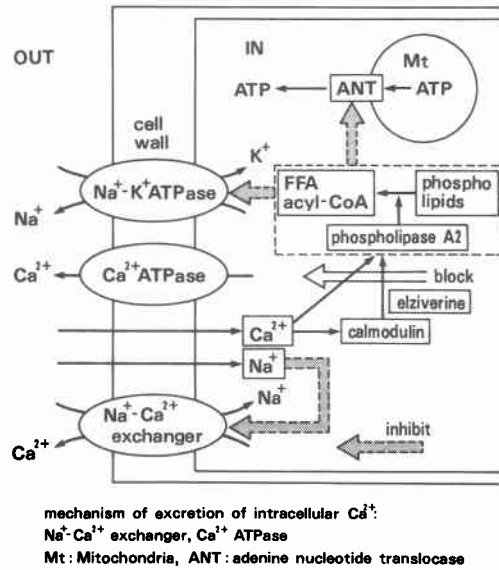 OUT
IN
Mt
ATP
ANT
ATP
cell
wall
K⁺
Na⁺-K⁺ATPase
FFA
acyl-CoA
phospho
lipids
Na⁺
phospholipase A2
Ca²⁺
Ca²⁺ATPase
block
elziverine
Ca²⁺
calmodulin
Na⁺
Na⁺
Na⁺-Ca²⁺
exchanger
inhibit
Ca²⁺
mechanism of excretion of intracellular Ca²⁺:
Na⁺-Ca²⁺ exchanger, Ca²⁺ ATPase
Mt : Mitochondria, ANT : adenine nucleotide translocase